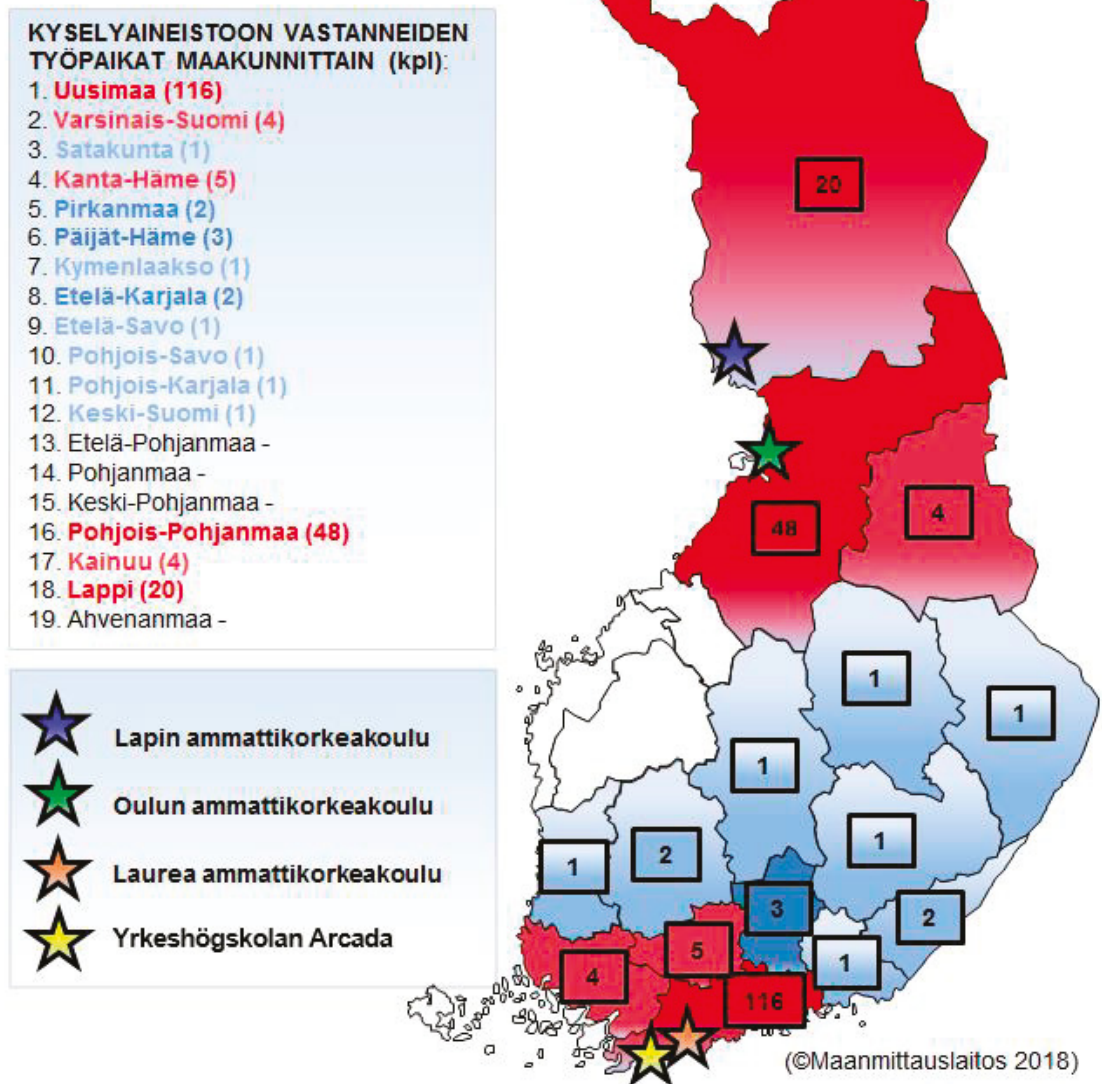 KYSELYAINEISTOON VASTANNEIDEN
TYÖPAIKAT MAAKUNNITTAIN (kpl):
1. Uusimaa (116)
2. Varsinais-Suomi (4)
3. Satakunta (1)
4. Kanta-Häme (5)
5. Pirkanmaa (2)
6. Päijät-Häme (3)
7. Kymenlaakso (1)
8. Etelä-Karjala (2)
9. Etelä-Savo (1)
10. Pohjois-Savo (1)
11. Pohjois-Karjala (1)
12. Keski-Suomi (1)
13. Etelä-Pohjanmaa -
14. Pohjanmaa -
15. Keski-Pohjanmaa -
16. Pohjois-Pohjanmaa (48)
17. Kainuu (4)
18. Lappi (20)
19. Ahvenanmaa -
Lapin ammattikorkeakoulu
Oulun ammattikorkeakoulu
Laurea ammattikorkeakoulu
Yrkeshögskolan Arcada
20
4
48
1
1
1
1
2
1
3
2
5
1
4
116
(©Maanmittauslaitos 2018)